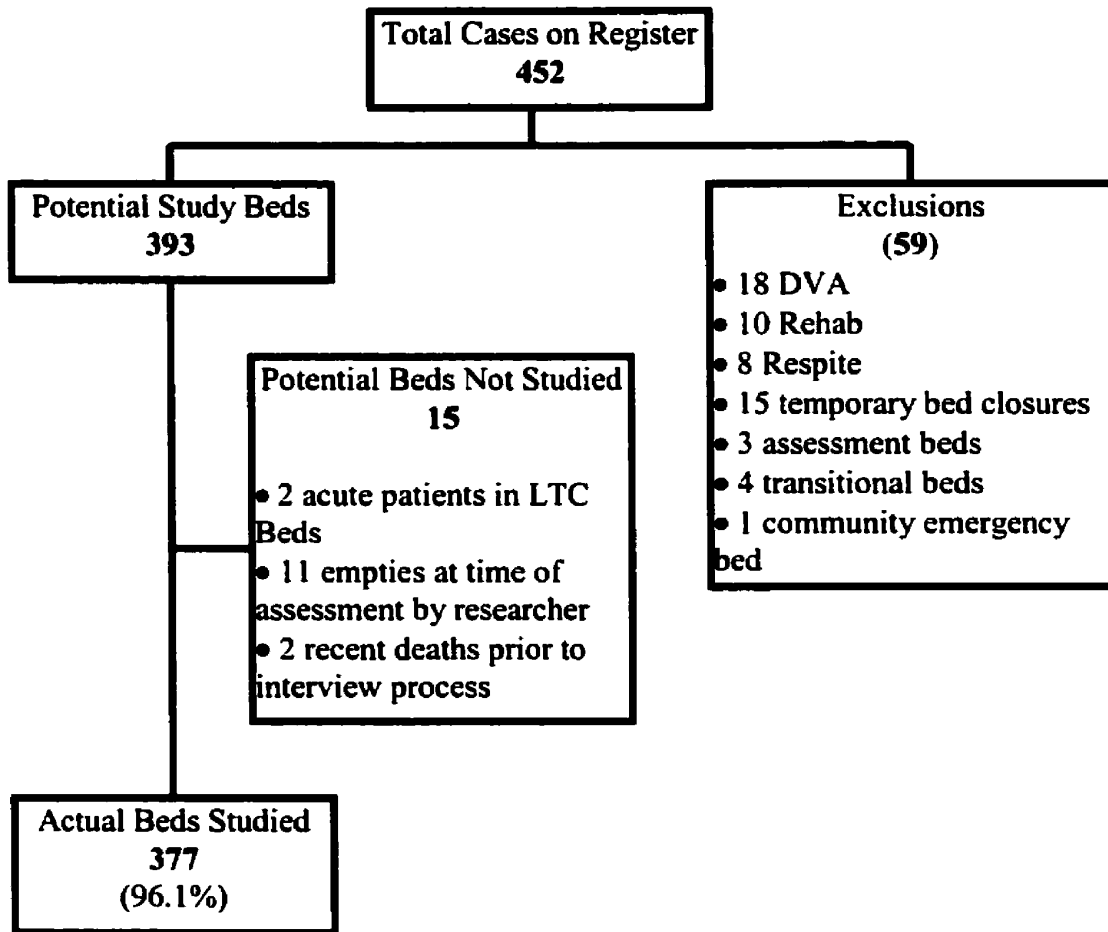 Total Cases on Register
452
Potential Study Beds
393
Exclusions
(59)
• 18 DVA
• 10 Rehab
• 8 Respite
• 15 temporary bed closures
• 3 assessment beds
• 4 transitional beds
• 1 community emergency
bed
Potential Beds Not Studied
15
• 2 acute patients in LTC
Beds
• 11 empties at time of
assessment by researcher
• 2 recent deaths prior to
interview process
Actual Beds Studied
377
(96.1%)